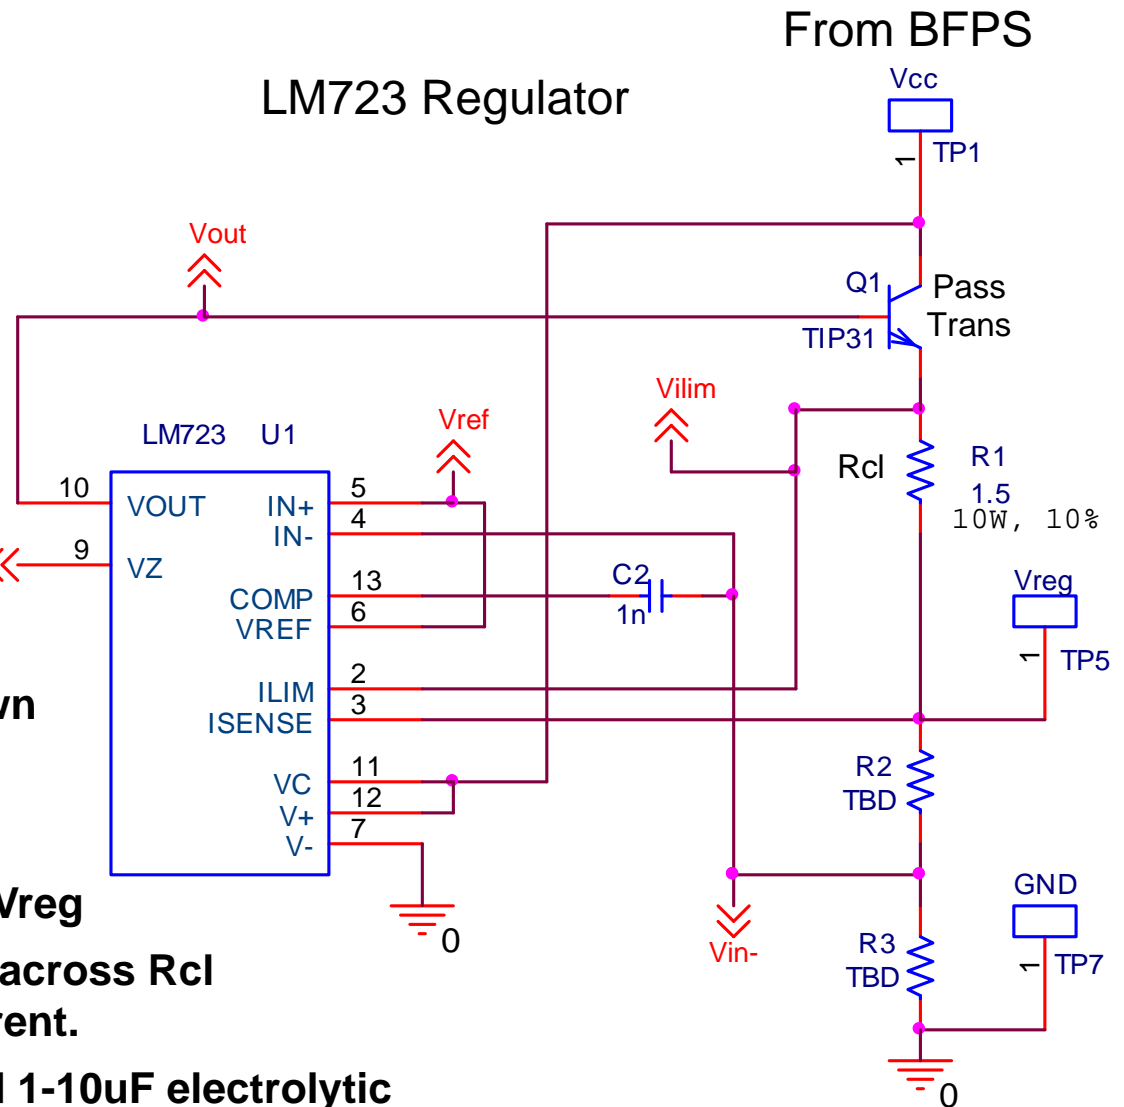 From BFPS
LM723 Regulator
Vcc
1
TP1
Vout
Q1
Pass
Trans
TIP31
Vilim
Vref
LM723
U1
Rcl
R1
1.5
10W, 10%
10
VOUT
IN+
5
IN-
4
9
VZ
COMP
13
VREF
6
C2
1n
Vreg
1
TP5
ILIM
2
ISENSE
3
wn
VC
11
V+
12
V-
7
R2
TBD
Vreg
0
Vin-
GND
1
TP7
R3
TBD
across Rcl
rent.
1-10uF electrolytic
0